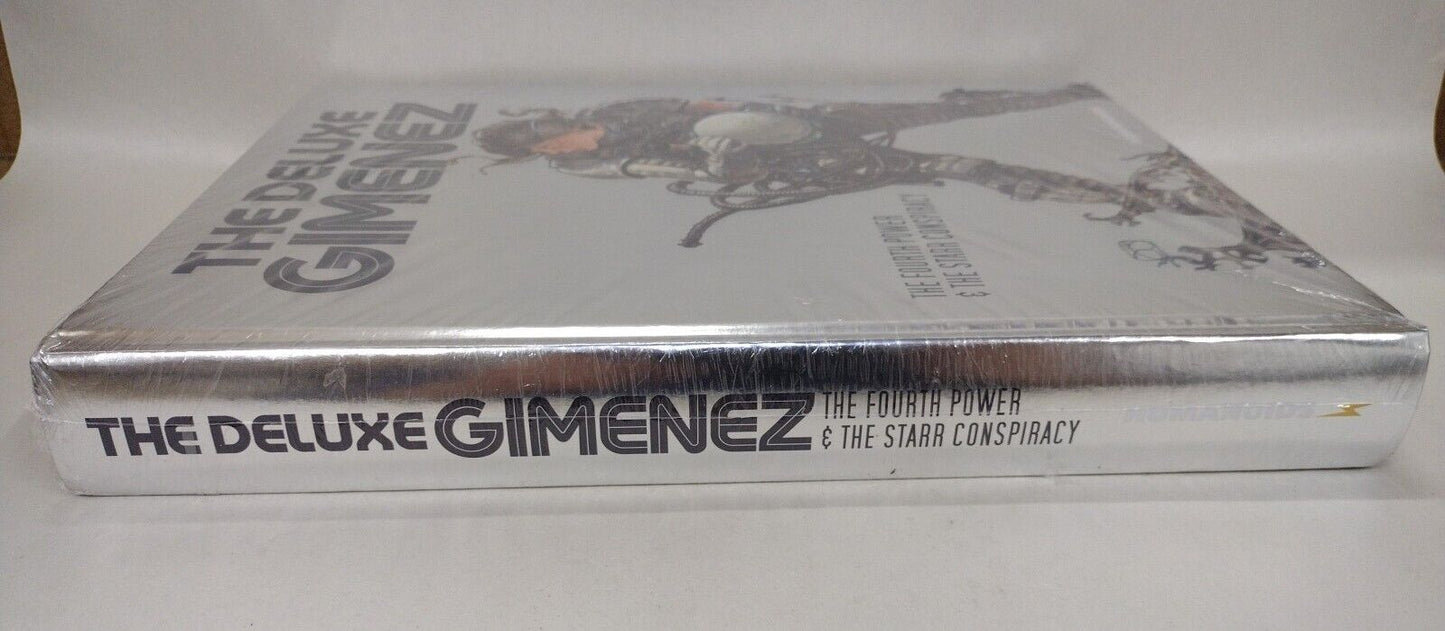 THE DELUXE
GIMENEZ
THE FOURTH POWER
& THE STARR CONSPIRACY
THE DELUXE GIMENEZ THE FOURTH POWER
& THE STARR CONSPIRACY
HUMANOIDS